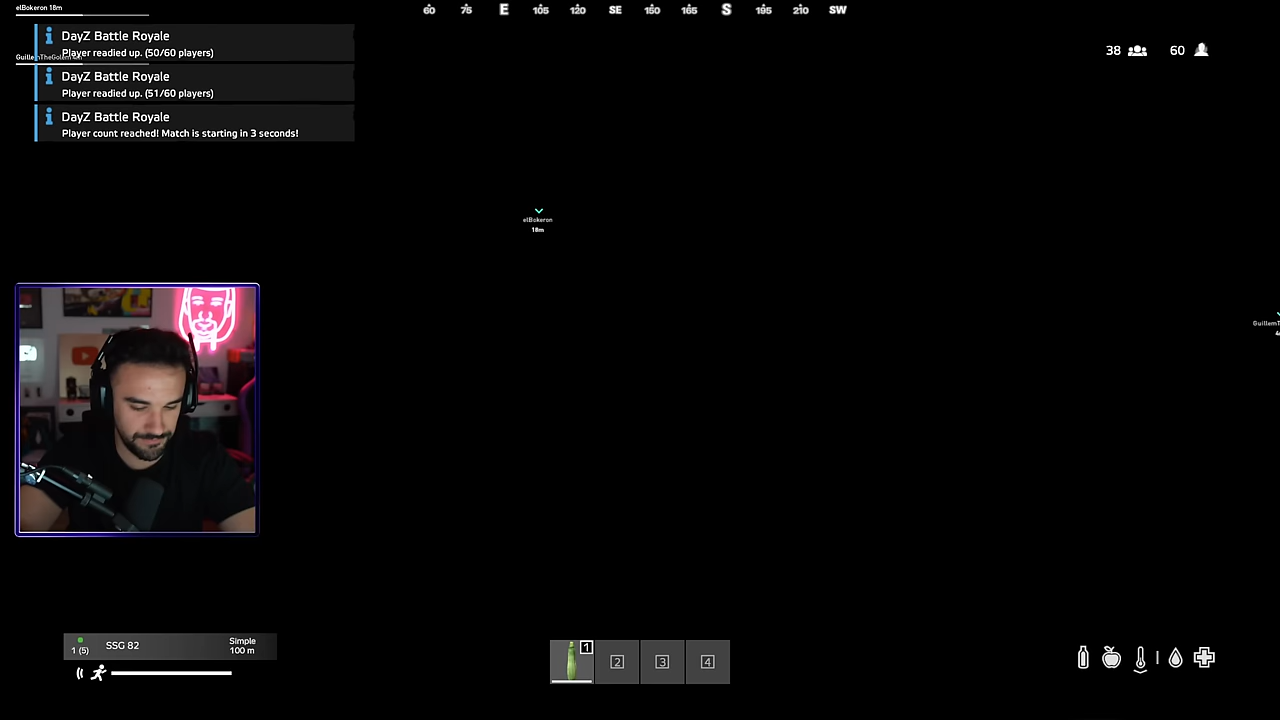 elBokeron 18m
60 75 E 105 120 SE 150 165 S 195 210 SW
DayZ Battle Royale
Player readied up. (50/60 players)
DayZ Battle Royale
Player readied up. (51/60 players)
DayZ Battle Royale
Player count reached! Match is starting in 3 seconds!
38 60
elBokeron
18m
1 (5) SSG 82 Simple
100 m
1 2 3 4